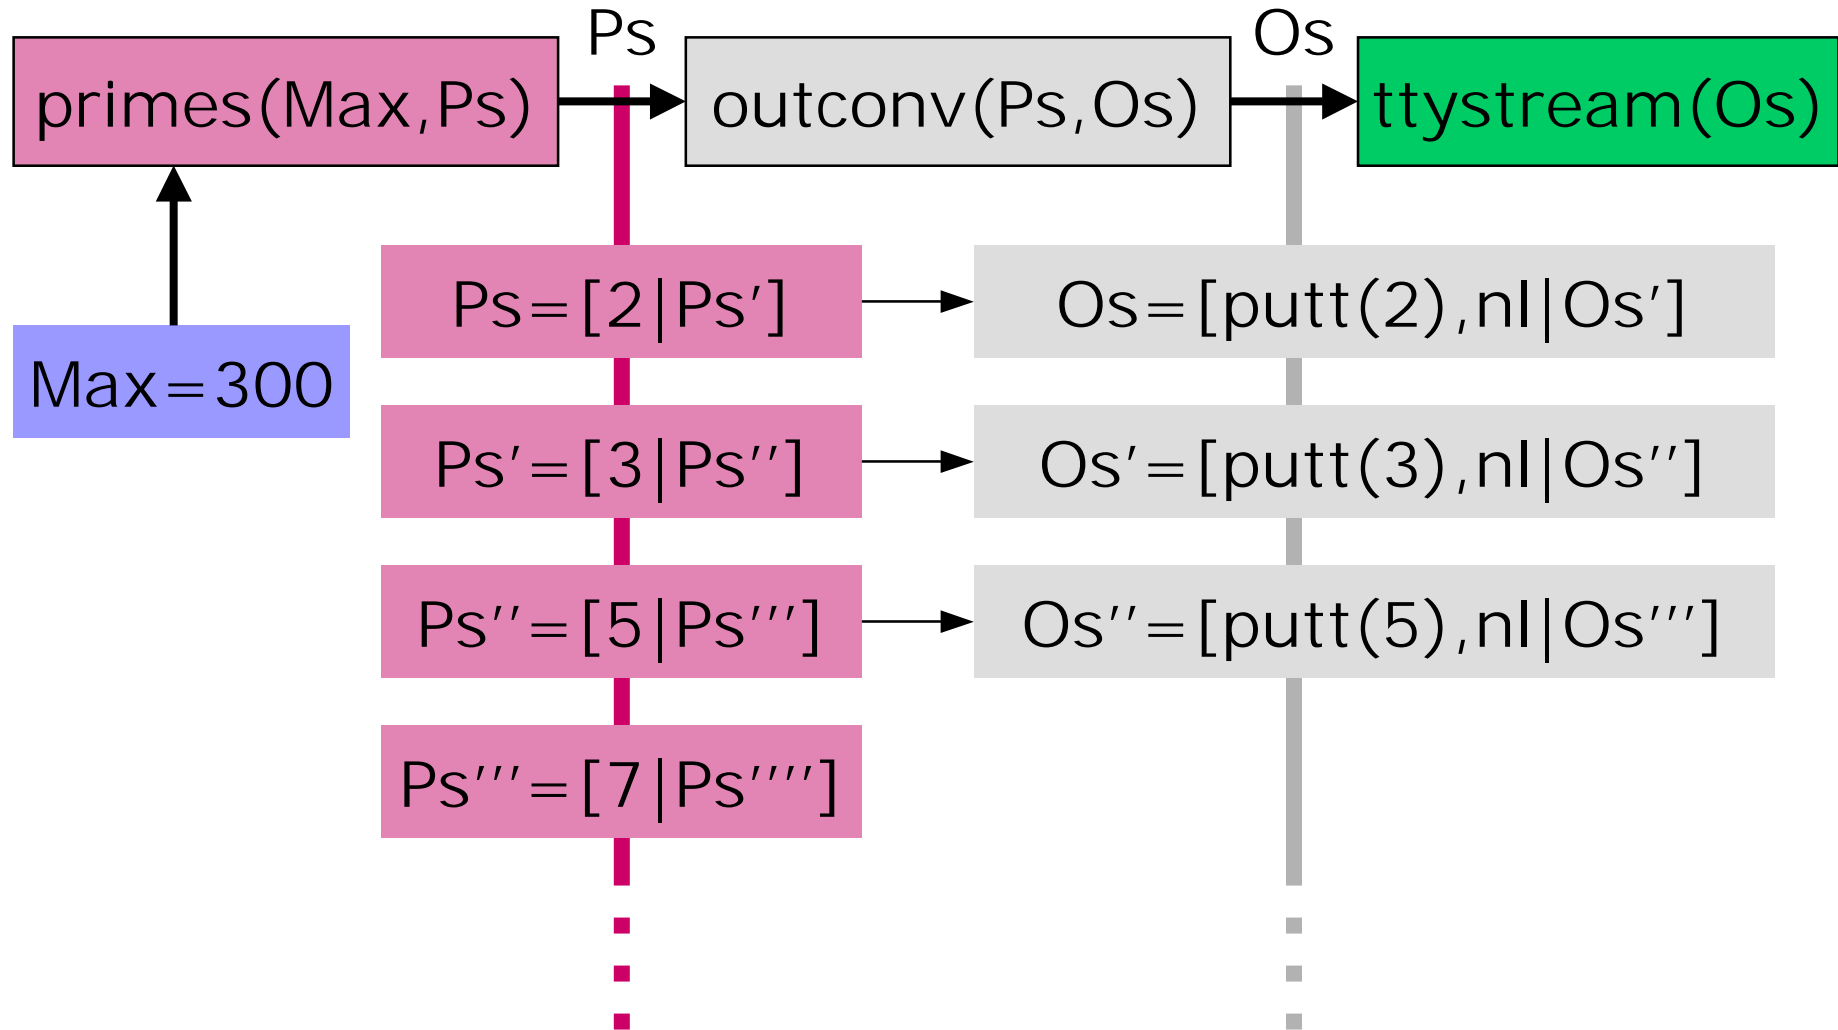 Ps
Os
primes(Max,Ps)
outconv(Ps,Os)
ttystream(Os)
Ps=[2|Ps']
Os=[putt(2),nl|Os']
Max=300
Ps'=[3|Ps'']
Os'=[putt(3),nl|Os'']
Ps''=[5|Ps''']
Os''=[putt(5),nl|Os''']
Ps'''=[7|Ps'''']